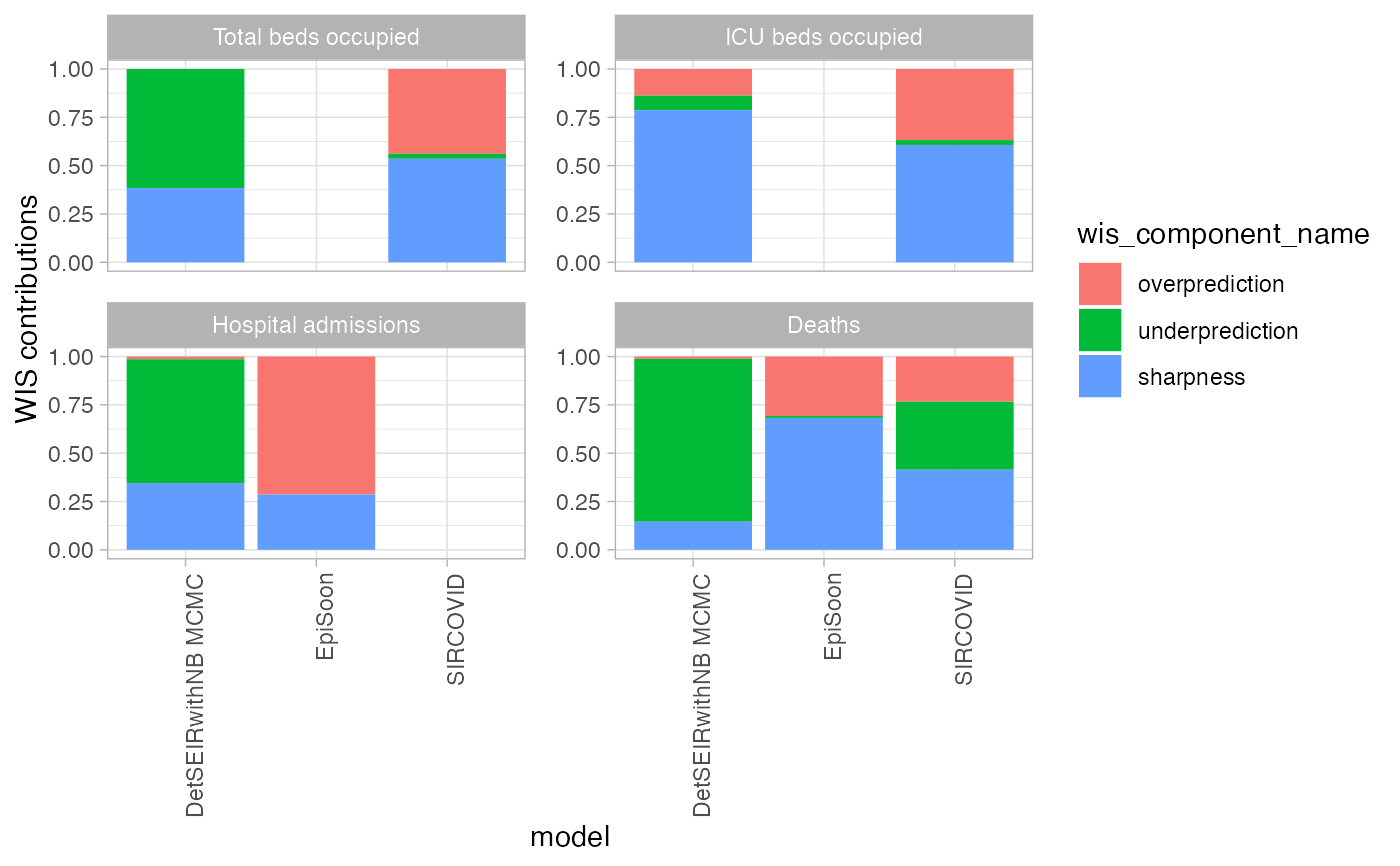 Total beds occupied
ICU beds occupied
1.00
0.75
0.50
0.25
0.00
1.00
0.75
0.50
0.25
0.00
Hospital admissions
Deaths
1.00
0.75
0.50
0.25
0.00
1.00
0.75
0.50
0.25
0.00
WIS contributions
DetSEIRwithNB MCMC
EpiSoon
SIRCOVID
DetSEIRwithNB MCMC
EpiSoon
SIRCOVID
model
wis_component_name
overprediction
underprediction
sharpness